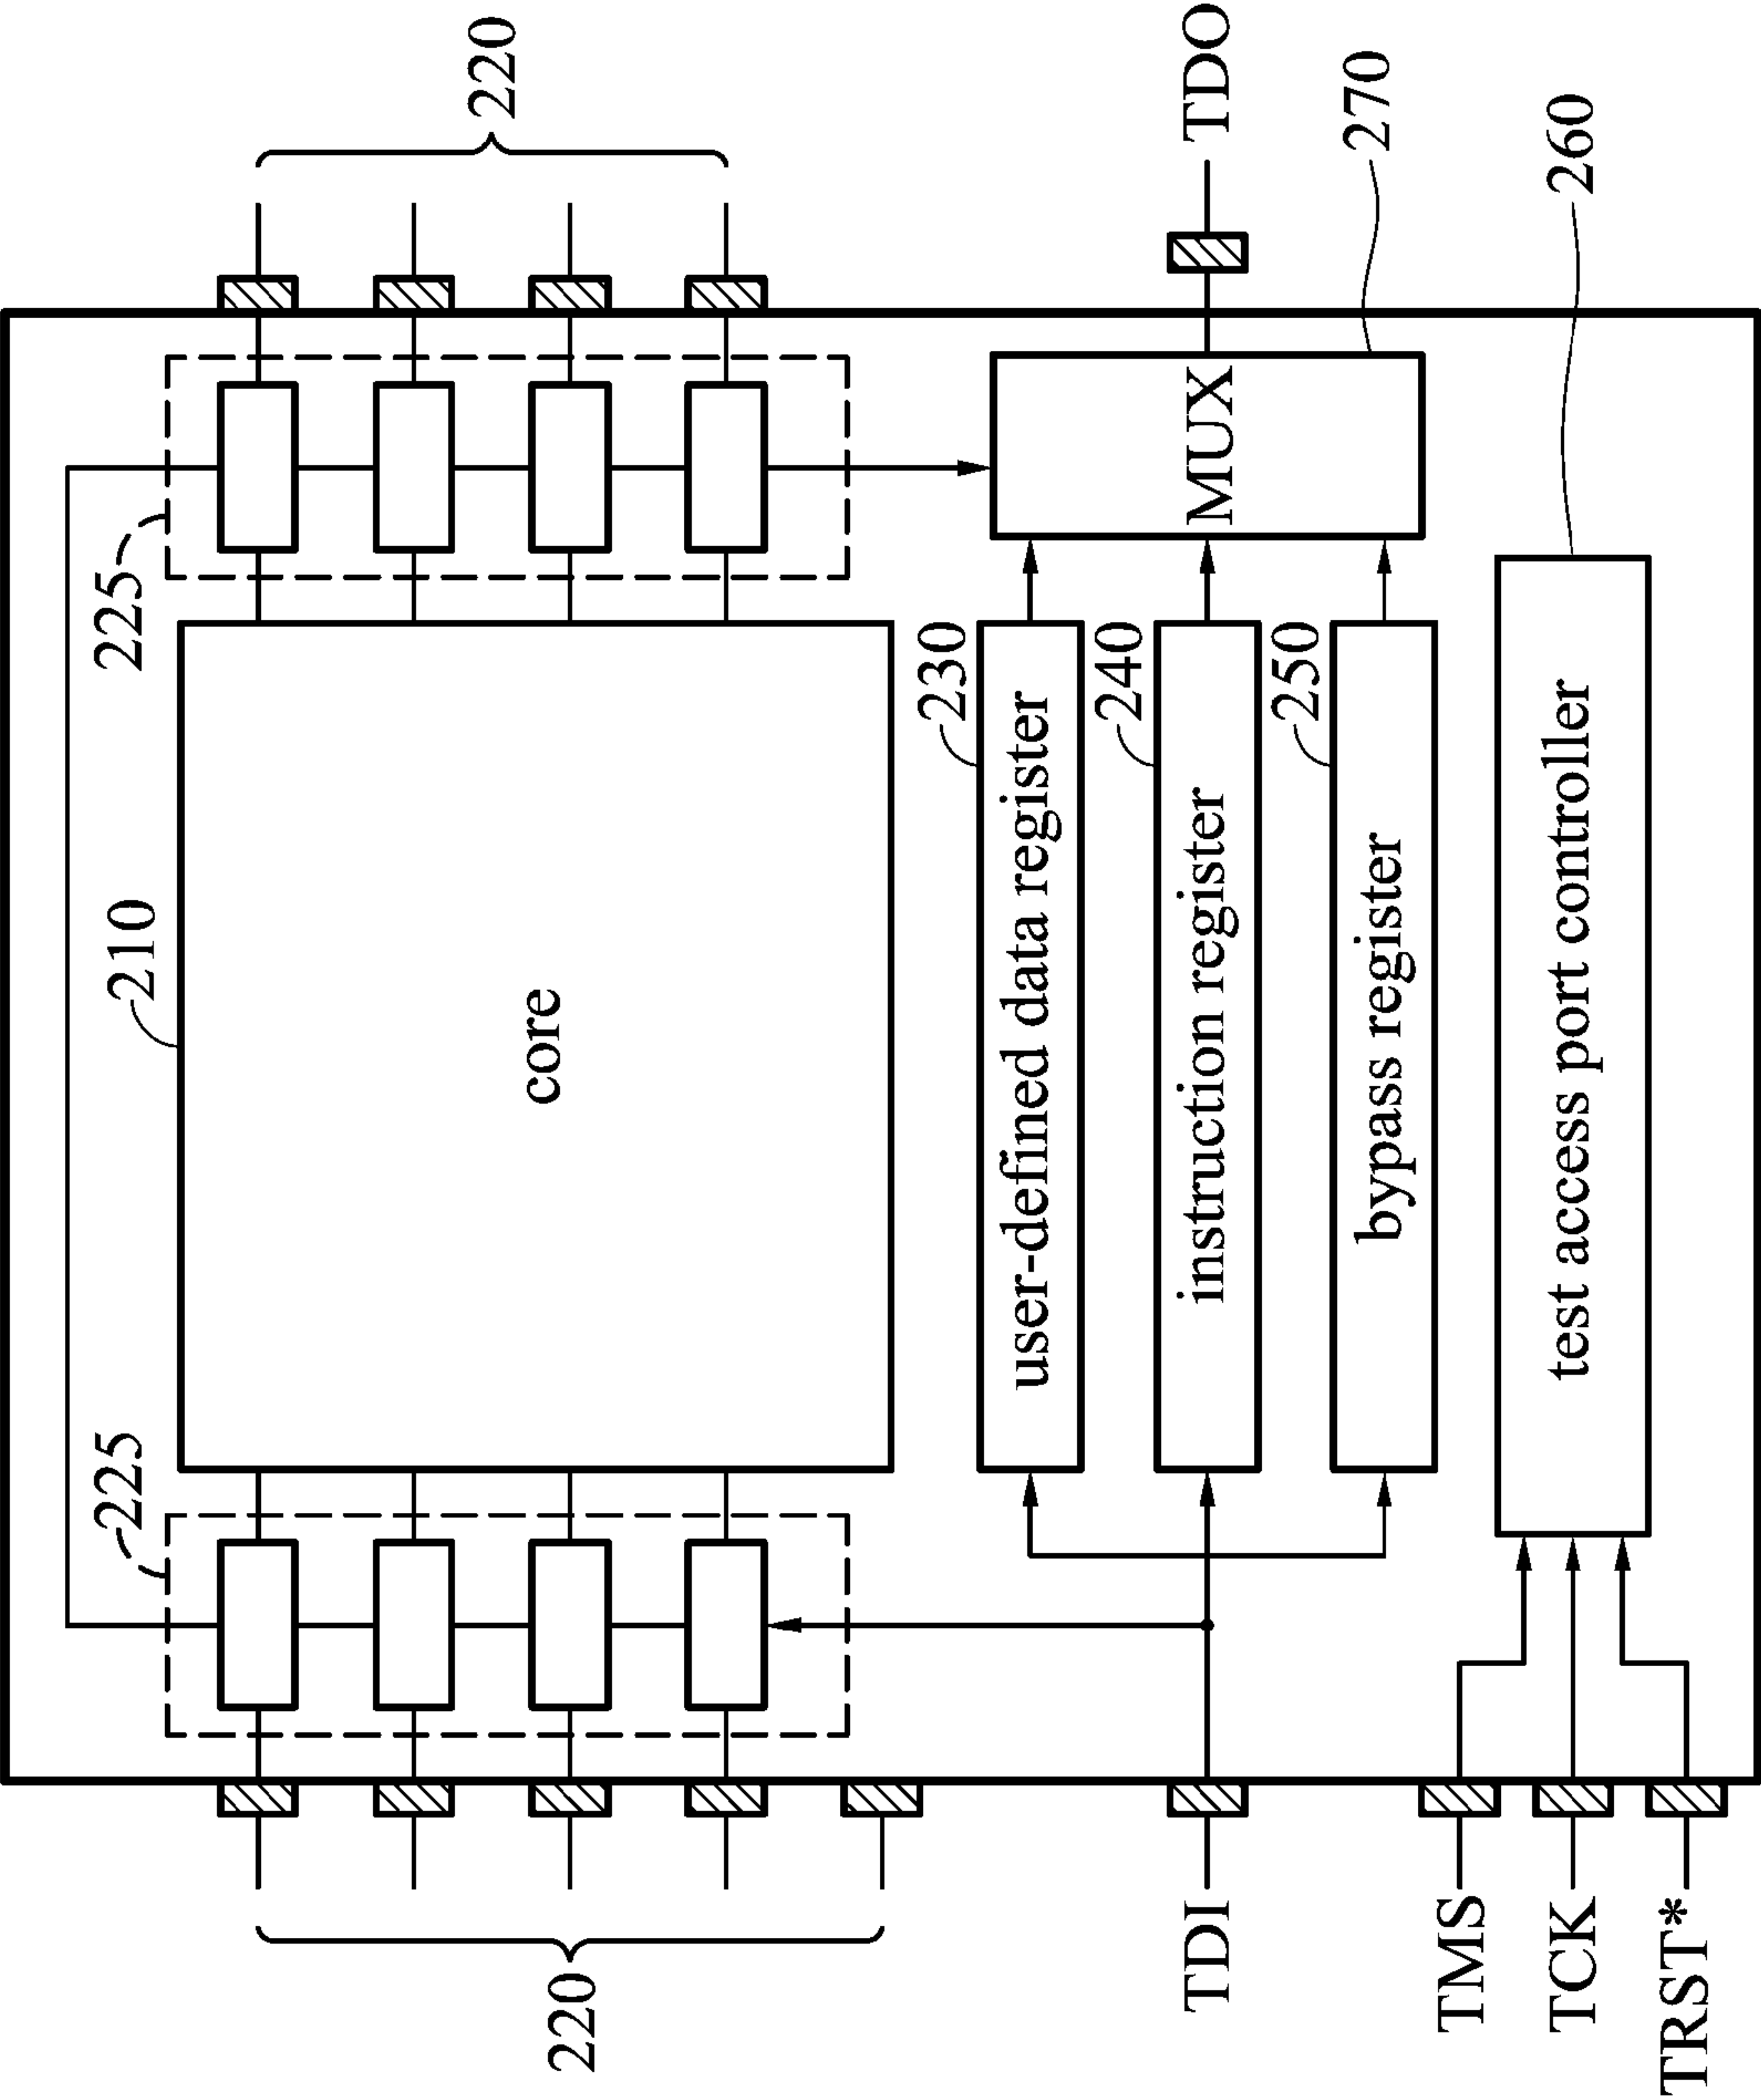 210
225
225
220
core
220
230
user-defined data register
240
TDI
instruction register
MUX
TDO
250
bypass register
270
TMS
TCK
test access port controller
260
TRST*